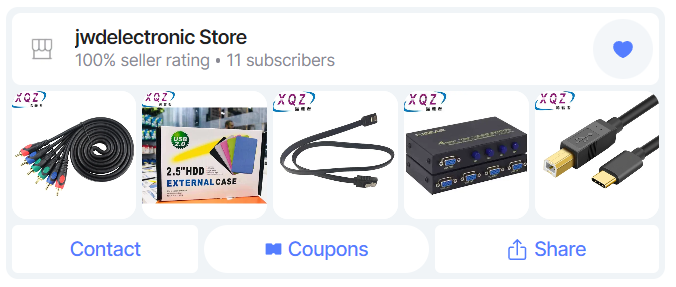 jwdelectronic Store
100% seller rating • 11 subscribers
XQZ
XQZ
XQZ
XQZ
XQZ
USB
2.0
2.5"HDD
EXTERNAL CASE
Contact
Coupons
Share